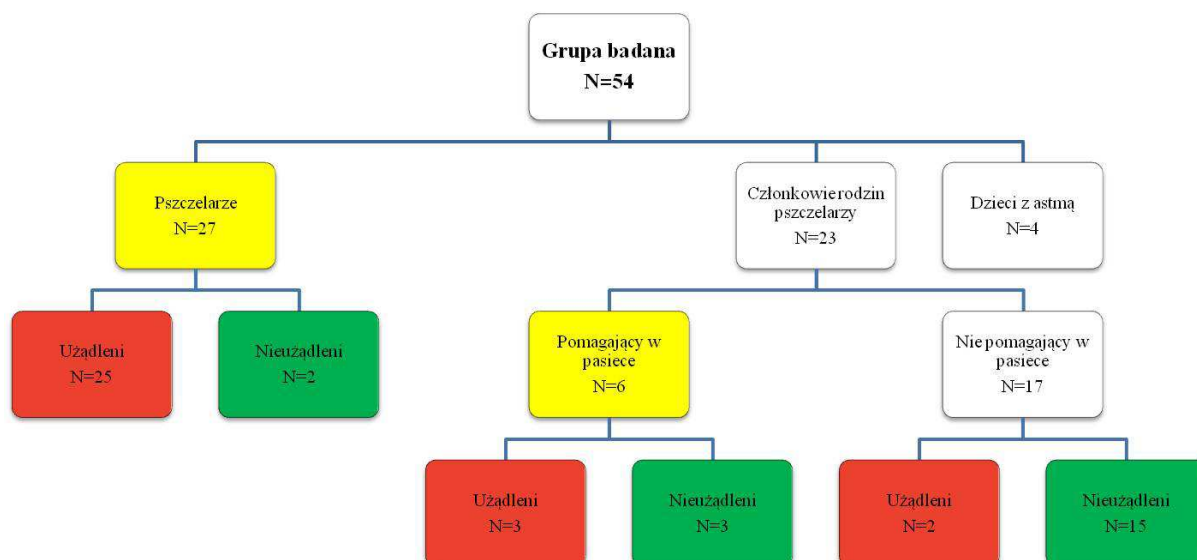 Grupa badana
N=54
Pszczelarze
N=27
Członkowie rodzin
pszczelarzy
N=23
Dzieci z astmą
N=4
Użądleni
N=25
Nieużądleni
N=2
Pomagający w
pasiece
N=6
Nie pomagający w
pasiece
N=17
Użądleni
N=3
Nieużądleni
N=3
Użądleni
N=2
Nieużądleni
N=15